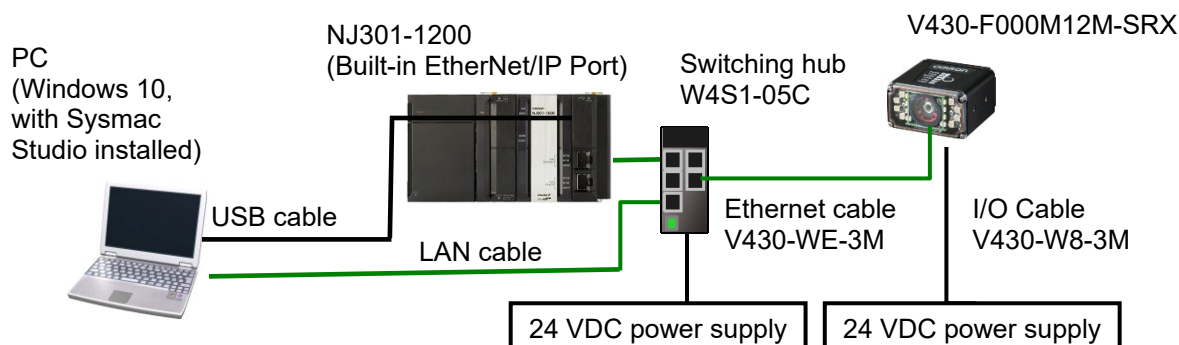 PC
(Windows 10,
with Sysmac
Studio installed)
NJ301-1200
(Built-in EtherNet/IP Port)
Switching hub
W4S1-05C
V430-F000M12M-SRX
USB cable
LAN cable
Ethernet cable
V430-WE-3M
I/O Cable
V430-W8-3M
24 VDC power supply
24 VDC power supply